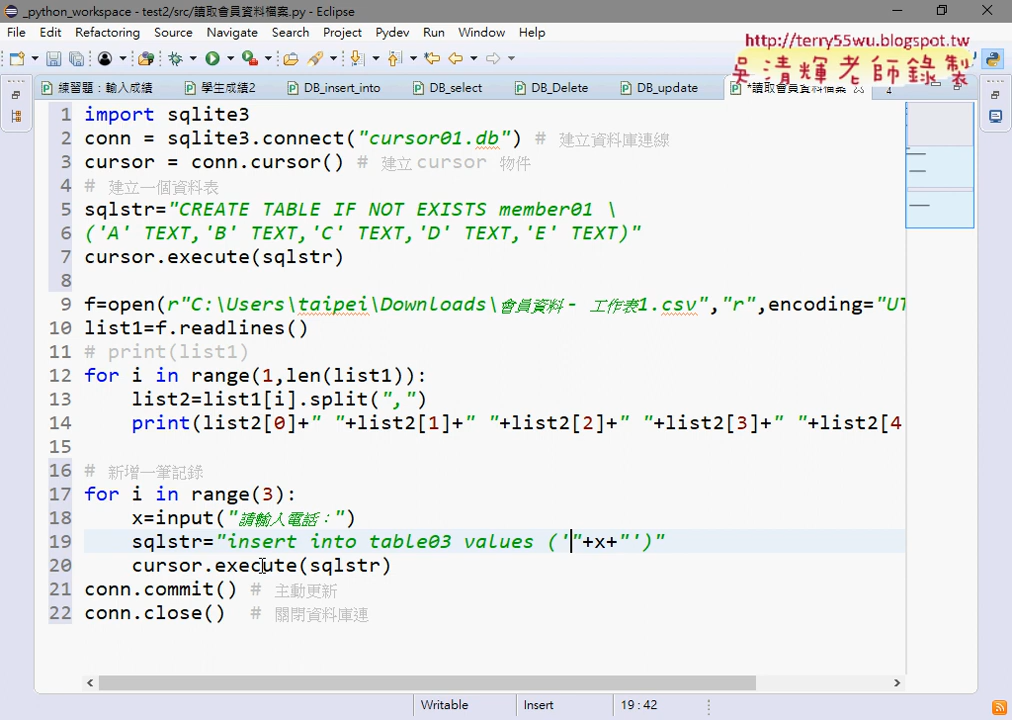 _python_workspace - test2/src/讀取會員資料檔案.py - Eclipse
File Edit Refactoring Source Navigate Search Project Pydev Run Window Help
http://terry55wu.blogspot.tw
吳清輝老師錄製
練習題：輸入成績 學生成績2 DB_insert_into DB_select DB_Delete DB_update *讀取會員資料檔案
1 import sqlite3
2 conn = sqlite3.connect("cursor01.db") # 建立資料庫連線
3 cursor = conn.cursor() # 建立cursor 物件
4 # 建立一個資料表
5 sqlstr="CREATE TABLE IF NOT EXISTS member01 \
6 ('A' TEXT,'B' TEXT,'C' TEXT,'D' TEXT,'E' TEXT)"
7 cursor.execute(sqlstr)
8
9 f=open(r"C:\Users\taipei\Downloads\會員資料 - 工作表1.csv","r",encoding="UT
10 list1=f.readlines()
11 # print(list1)
12 for i in range(1,len(list1)):
13 list2=list1[i].split(",")
14 print(list2[0]+" "+list2[1]+" "+list2[2]+" "+list2[3]+" "+list2[4
15
16 # 新增一筆記錄
17 for i in range(3):
18 x=input("請輸入電話：")
19 sqlstr="insert into table03 values ('"+x+"')"
20 cursor.execute(sqlstr)
21 conn.commit() # 主動更新
22 conn.close() # 關閉資料庫連
Writable Insert 19 : 42